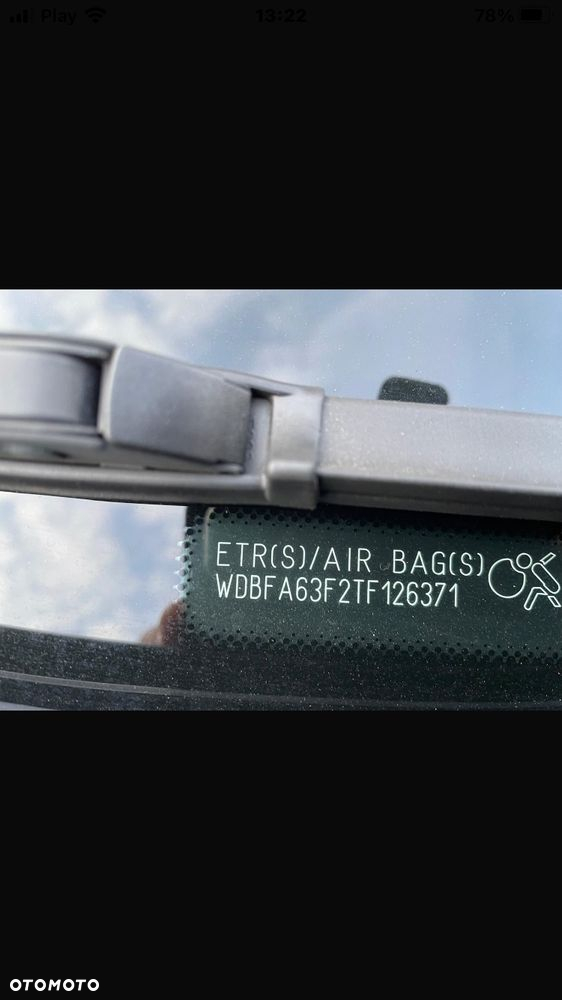 Play 13:22 78%
ETR(S)/AIR BAG(S)
WDBFA63F2TF126371
OTOMOTO